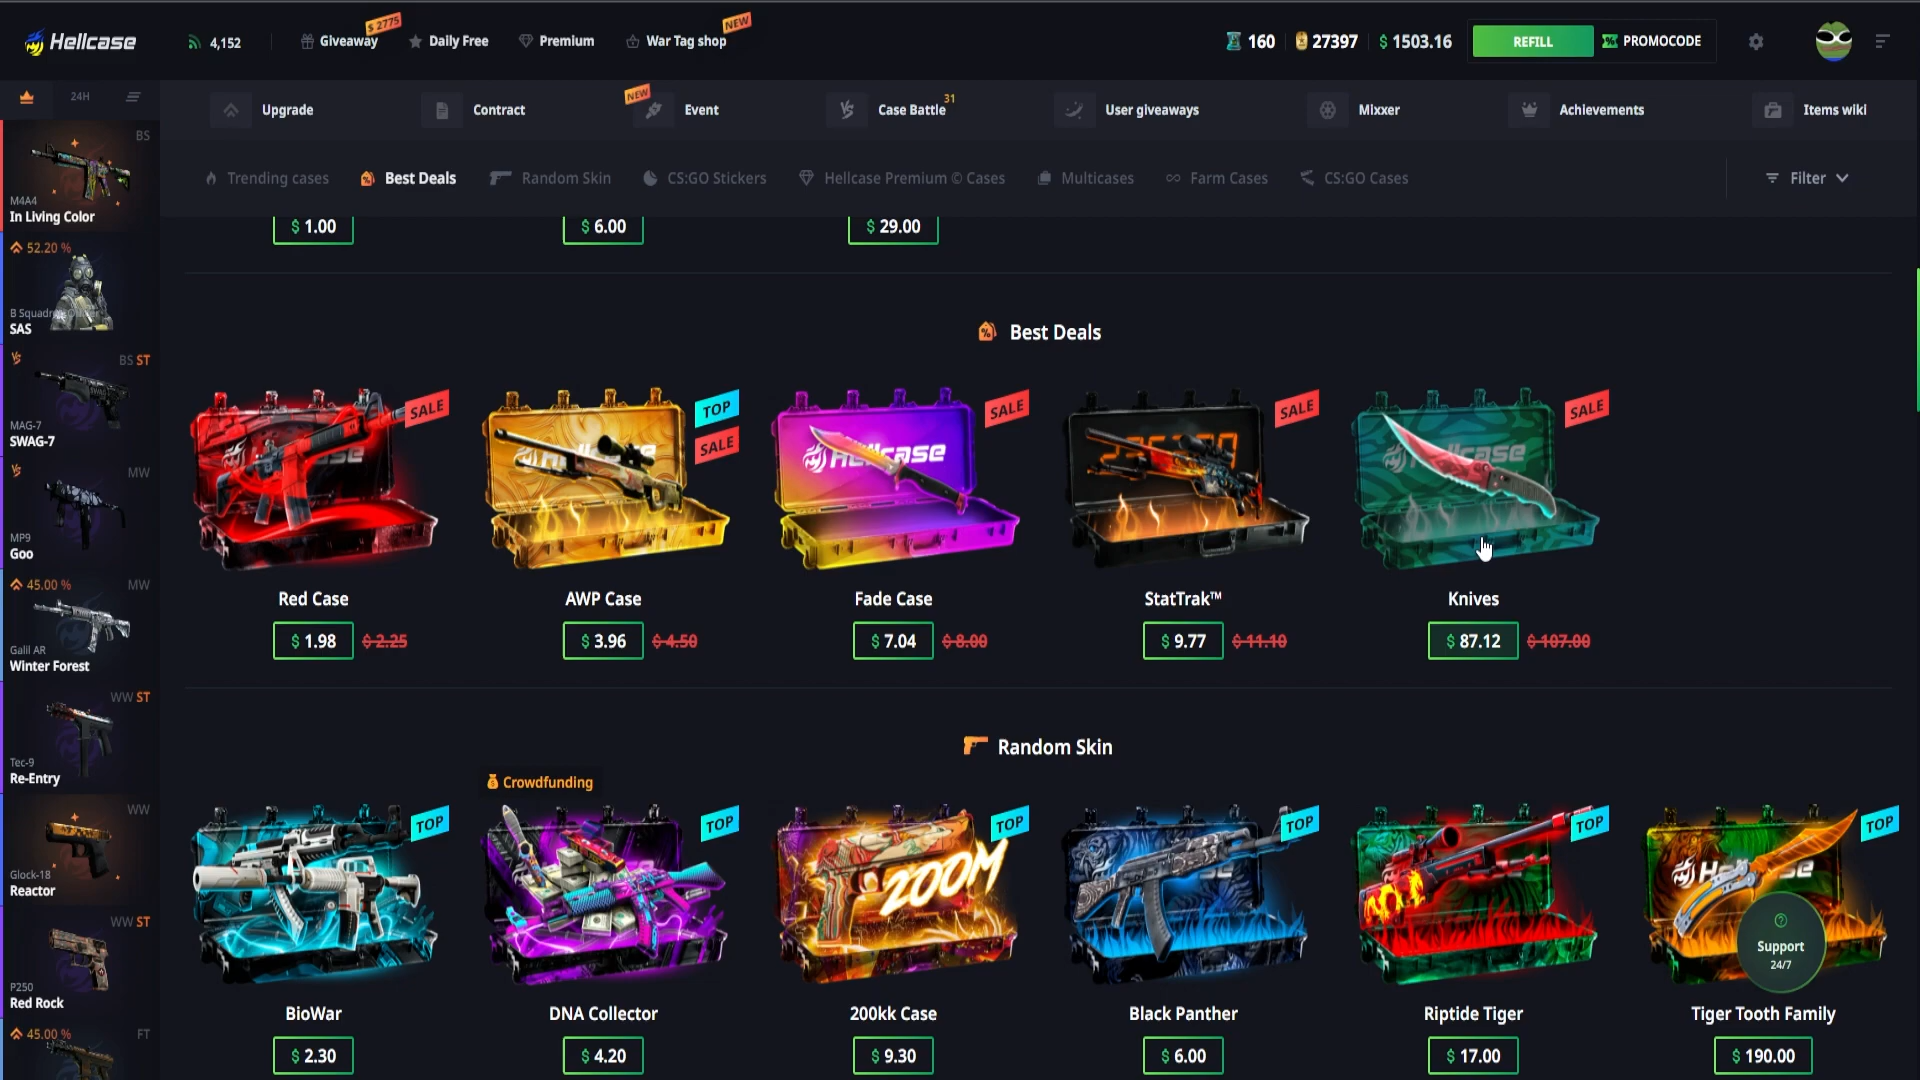 Hellcase
4,152
Giveaway
$ 2775
Daily Free
Premium
War Tag shop
NEW
160
27397
$ 1503.16
REFILL
PROMOCODE
24H
Upgrade
Contract
NEW
Event
Case Battle
31
User giveaways
Mixxer
Achievements
Items wiki
Trending cases
Best Deals
Random Skin
CS:GO Stickers
Hellcase Premium © Cases
Multicases
Farm Cases
CS:GO Cases
Filter
BS
M4A4
In Living Color
52.20 %
SAS
BS ST
MAG-7
SWAG-7
MW
MP9
Goo
45.00 %
MW
Galil AR
Winter Forest
WW ST
Tec-9
Re-Entry
WW
Glock-18
Reactor
WW ST
P250
Red Rock
45.00 %
FT
$ 1.00
$ 6.00
$ 29.00
Best Deals
SALE
TOP
SALE
SALE
SALE
SALE
Red Case
AWP Case
Fade Case
StatTrak™
Knives
$ 1.98 $ 2.25
$ 3.96 $ 4.50
$ 7.04 $ 8.00
$ 9.77 $ 11.10
$ 87.12 $ 107.00
Random Skin
Crowdfunding
TOP
TOP
TOP
TOP
TOP
TOP
200M
BioWar
DNA Collector
200kk Case
Black Panther
Riptide Tiger
Tiger Tooth Family
$ 2.30
$ 4.20
$ 9.30
$ 6.00
$ 17.00
$ 190.00
Support
24/7